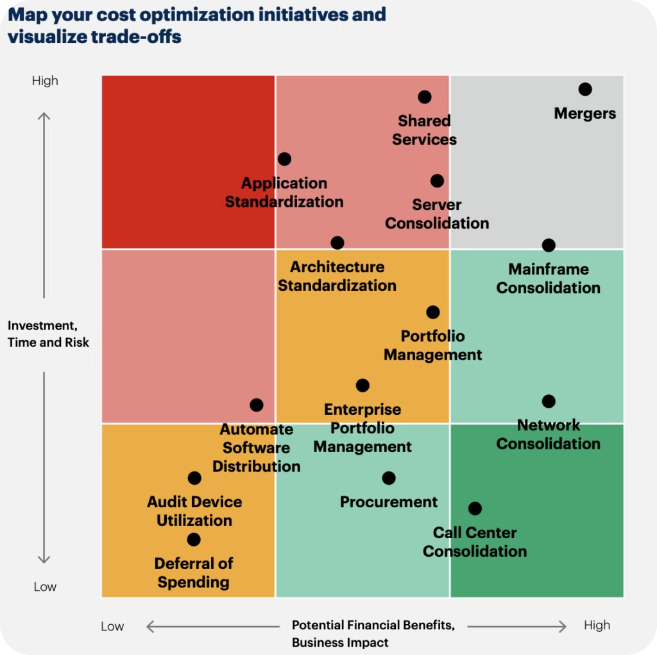 Map your cost optimization initiatives and
visualize trade-offs
High
Mergers
Shared
Services
Application
Standardization
Server
Consolidation
Architecture
Standardization
Mainframe
Consolidation
Investment,
Time and Risk
Portfolio
Management
Enterprise
Portfolio
Management
Automate
Software
Distribution
Network
Consolidation
Audit Device
Utilization
Procurement
Call Center
Consolidation
Deferral of
Spending
Low
Low
Potential Financial Benefits,
Business Impact
High